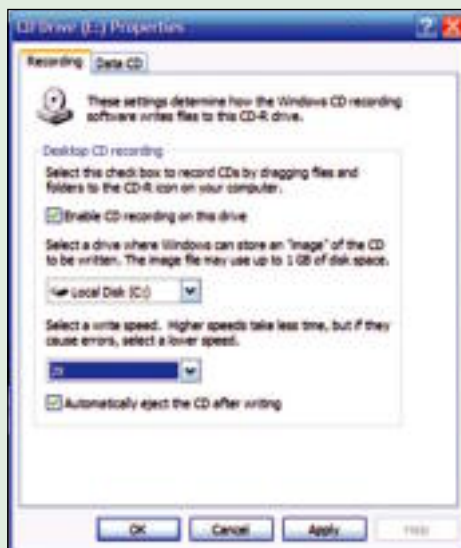 CD Drive (E:) Properties
Recording
Data CD
These settings determine how the Windows CD recording
software writes files to this CD-R drive.
Desktop CD recording
Select this check box to record CDs by dragging files and
folders to the CD-R icon on your computer.
Enable CD recording on this drive
Select a drive where Windows can store an "image" of the CD
to be written. The image file may use up to 1 GB of disk space.
Local Disk (C:)
Select a write speed. Higher speeds take less time, but if they
cause errors, select a lower speed.
Automatically eject the CD after writing
OK
Cancel
Apply
Help